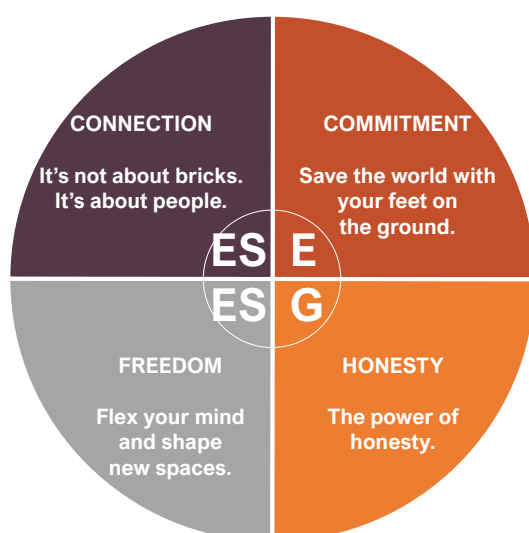 CONNECTION
It's not about bricks.
It's about people.
COMMITMENT
Save the world with
your feet on
the ground.
ES
E
ES
G
FREEDOM
Flex your mind
and shape
new spaces.
HONESTY
The power of
honesty.